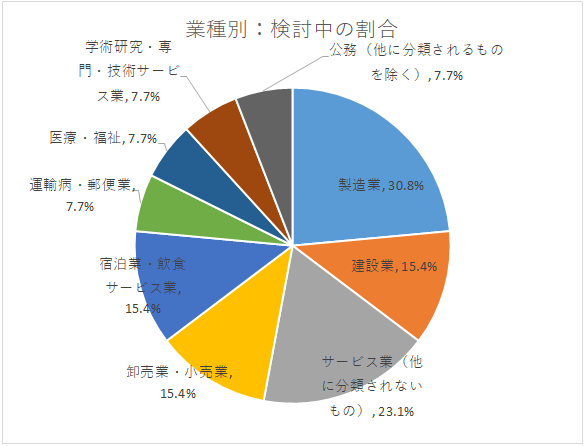 業種別：検討中の割合
学術研究・専
門・技術サービ
ス業, 7.7%
公務（他に分類されるもの
を除く）, 7.7%
医療・福祉, 7.7%
運輸病・郵便業,
7.7%
製造業, 30.8%
宿泊業・飲食
サービス業,
15.4%
建設業, 15.4%
卸売業・小売業,
15.4%
サービス業（他
に分類されない
もの）, 23.1%